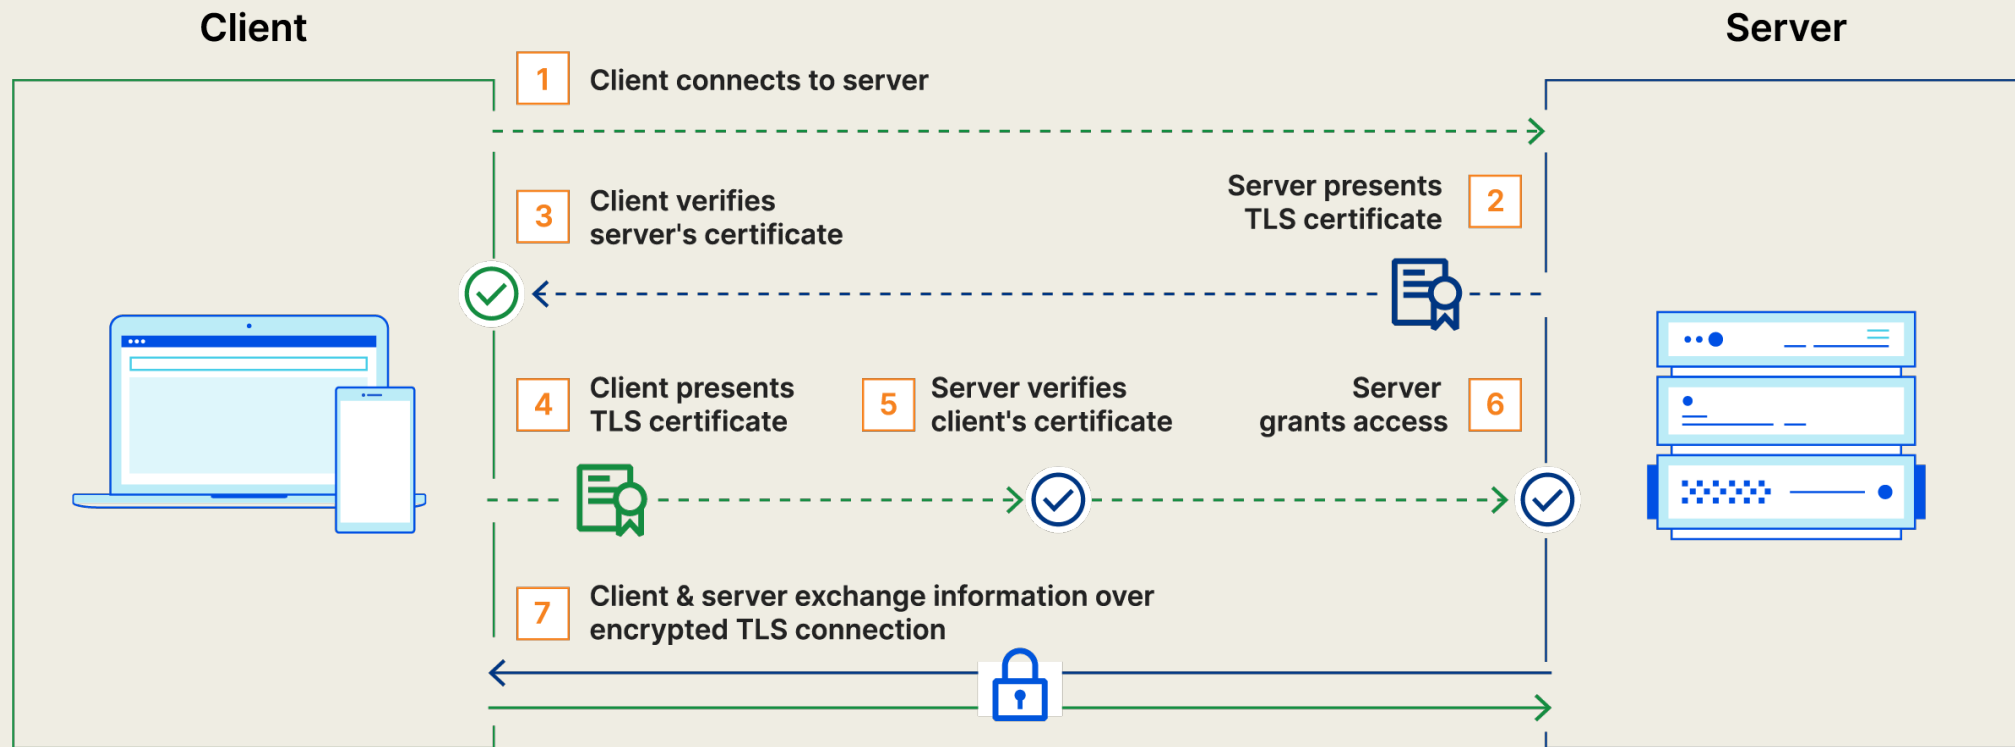 Client
Server
1
Client connects to server
Server presents
TLS certificate
2
3
Client verifies
server's certificate
4
Client presents
TLS certificate
5
Server verifies
client's certificate
Server
grants access
6
7
Client & server exchange information over
encrypted TLS connection